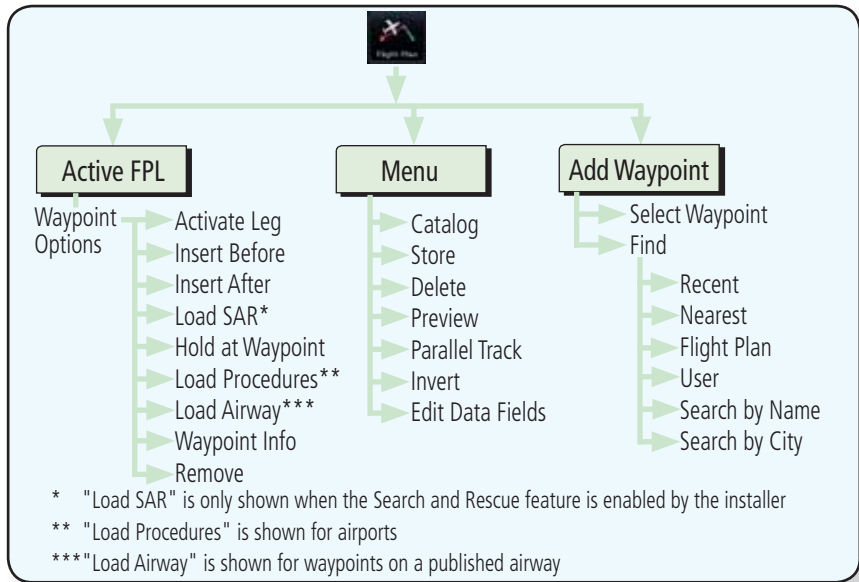 Flight Plan
Active FPL
Waypoint
Options
Activate Leg
Insert Before
Insert After
Load SAR*
Hold at Waypoint
Load Procedures**
Load Airway***
Waypoint Info
Remove
Menu
Catalog
Store
Delete
Preview
Parallel Track
Invert
Edit Data Fields
Add Waypoint
Select Waypoint
Find
Recent
Nearest
Flight Plan
User
Search by Name
Search by City
* "Load SAR" is only shown when the Search and Rescue feature is enabled by the installer
** "Load Procedures" is shown for airports
***"Load Airway" is shown for waypoints on a published airway